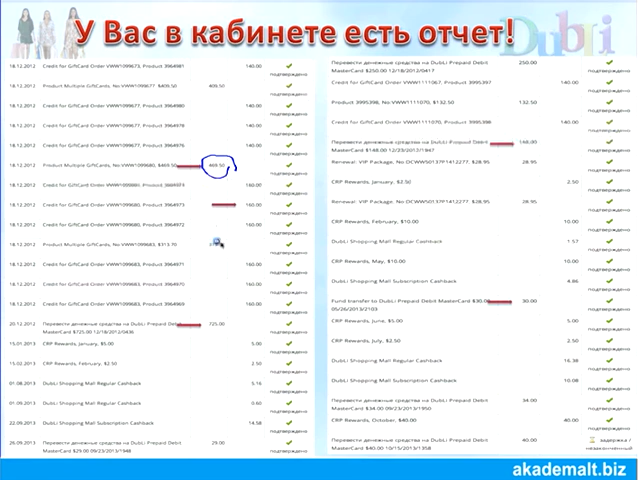 У Вас в кабинете есть отчет!
DubLi
18.12.2012 Credit for GiftCard Order VWW1099673, Product 3964981 140.00 подтверждено
18.12.2012 Product Multiple GiftCards, No:VWW1099677 $409.50 409.50 подтверждено
18.12.2012 Credit for GiftCard Order VWW1099677, Product 3964980 140.00 подтверждено
18.12.2012 Credit for GiftCard Order VWW1099677, Product 3964978 140.00 подтверждено
18.12.2012 Credit for GiftCard Order VWW1099677, Product 3964976 140.00 подтверждено
18.12.2012 Product Multiple GiftCards, No:VWW1099680, $469.50 469.50 подтверждено
18.12.2012 Credit for GiftCard Order VWW1099680, Product 3964974 160.00 подтверждено
18.12.2012 Credit for GiftCard Order VWW1099680, Product 3964973 160.00 подтверждено
18.12.2012 Credit for GiftCard Order VWW1099680, Product 3964972 160.00 подтверждено
18.12.2012 Product Multiple GiftCards, No:VWW1099683, $313.70 подтверждено
18.12.2012 Credit for GiftCard Order VWW1099683, Product 3964971 160.00 подтверждено
18.12.2012 Credit for GiftCard Order VWW1099683, Product 3964970 160.00 подтверждено
18.12.2012 Credit for GiftCard Order VWW1099683, Product 3964969 160.00 подтверждено
20.12.2012 Перевести денежные средства на DubLi Prepaid Debit 725.00
MasterCard $725.00 12/18/2012/0436 подтверждено
15.01.2013 CRP Rewards, January, $5.00 5.00 подтверждено
15.02.2013 CRP Rewards, February, $2.50 2.50 подтверждено
01.08.2013 DubLi Shopping Mall Regular Cashback 5.16 подтверждено
01.09.2013 DubLi Shopping Mall Regular Cashback 0.60 подтверждено
22.09.2013 DubLi Shopping Mall Subscription Cashback 14.58 подтверждено
26.09.2013 Перевести денежные средства на DubLi Prepaid Debit 29.00
MasterCard $29.00 09/23/2013/1948 подтверждено
Перевести денежные средства на DubLi Prepaid Debit 250.00
MasterCard $250.00 12/18/2012/0417 подтверждено
Credit for GiftCard Order VWW1111067, Product 3995397 140.00 подтверждено
Product 3995398, No:VWW1111070, $132.50 132.50 подтверждено
Credit for GiftCard Order VWW1111070, Product 3995398 140.00 подтверждено
Перевести денежные средства на DubLi Prepaid Debit 148.00
MasterCard $148.00 12/23/2012/1947 подтверждено
Renewal: VIP Package, No DCWW50137P1412277, $28.95 28.95 подтверждено
CRP Rewards, January, $2.50 2.50 подтверждено
Renewal: VIP Package, No DCWW50137P1412277, $28.95 28.95 подтверждено
CRP Rewards, February, $10.00 10.00 подтверждено
DubLi Shopping Mall Regular Cashback 1.57 подтверждено
CRP Rewards, May, $10.00 10.00 подтверждено
DubLi Shopping Mall Subscription Cashback 4.86 подтверждено
Fund transfer to DubLi Prepaid Debit MasterCard $30.00 30.00
05/26/2013/2103 подтверждено
CRP Rewards, June, $5.00 5.00 подтверждено
CRP Rewards, July, $2.50 2.50 подтверждено
DubLi Shopping Mall Regular Cashback 16.38 подтверждено
DubLi Shopping Mall Subscription Cashback 10.08 подтверждено
Перевести денежные средства на DubLi Prepaid Debit 34.00
MasterCard $34.00 09/23/2013/1950 подтверждено
CRP Rewards, October, $40.00 40.00 подтверждено
Перевести денежные средства на DubLi Prepaid Debit 40.00 задержка /
MasterCard $40.00 10/15/2013/1358 незаконченный
akademalt.biz